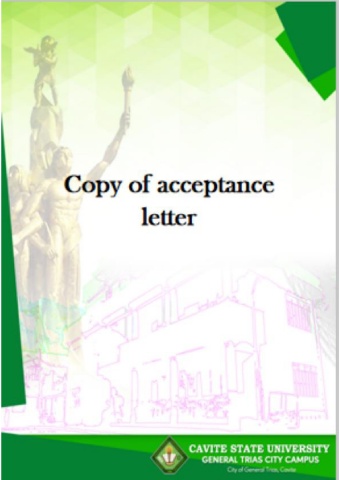 Copy of acceptance
letter
CAVITE STATE UNIVERSITY
GENERAL TRIAS CITY CAMPUS
City of General Trias, Cavite